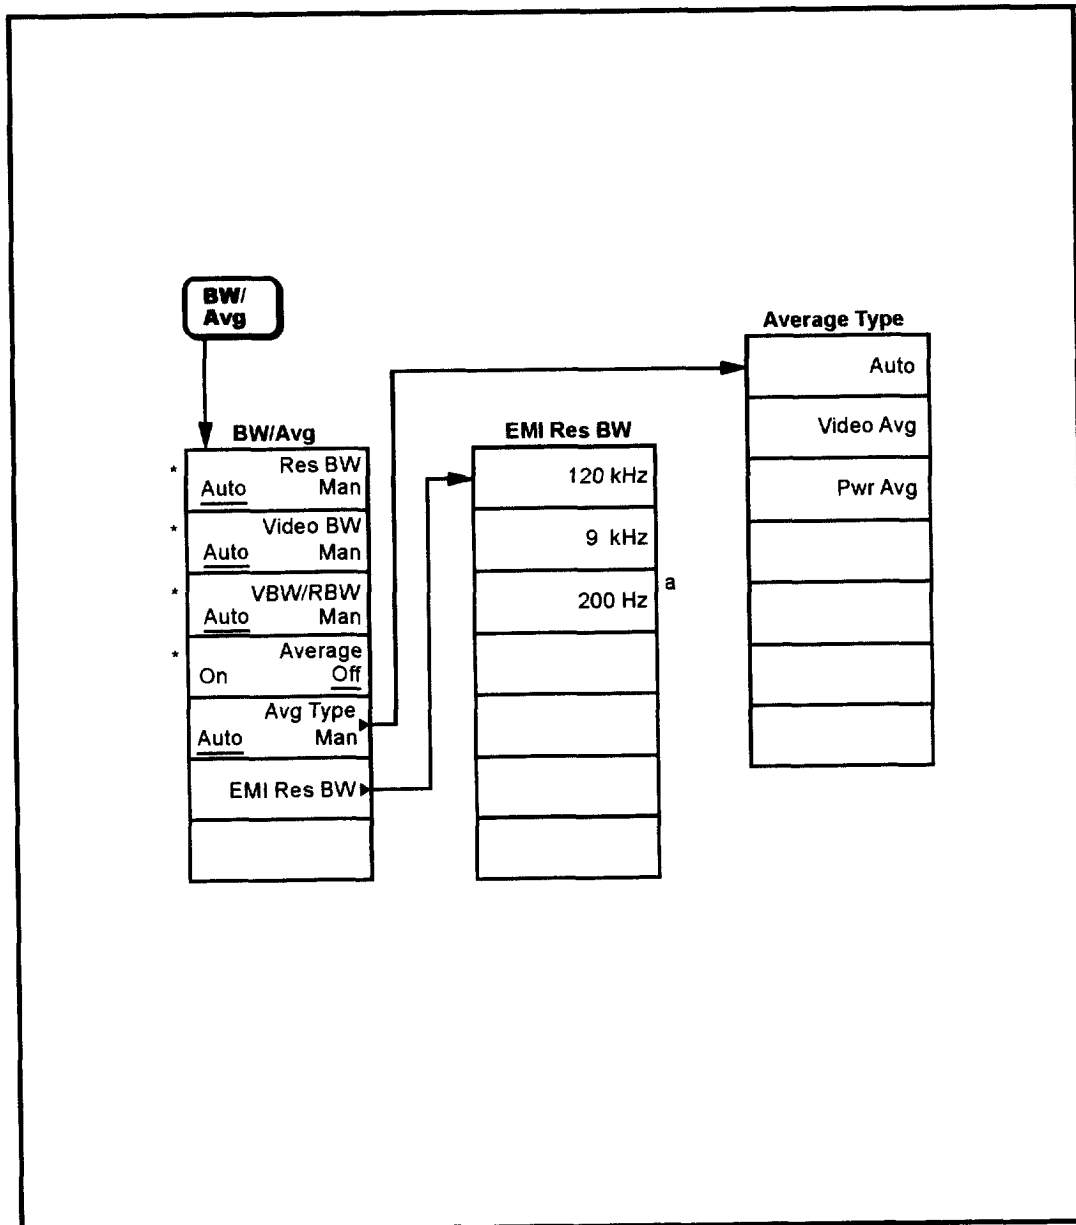 BW/
Avg
BW/Avg
* Res BW
Auto Man
* Video BW
Auto Man
* VBW/RBW
Auto Man
* Average
On Off
Avg Type
Auto Man
EMI Res BW
EMI Res BW
120 kHz
9 kHz
200 Hz a
Average Type
Auto
Video Avg
Pwr Avg